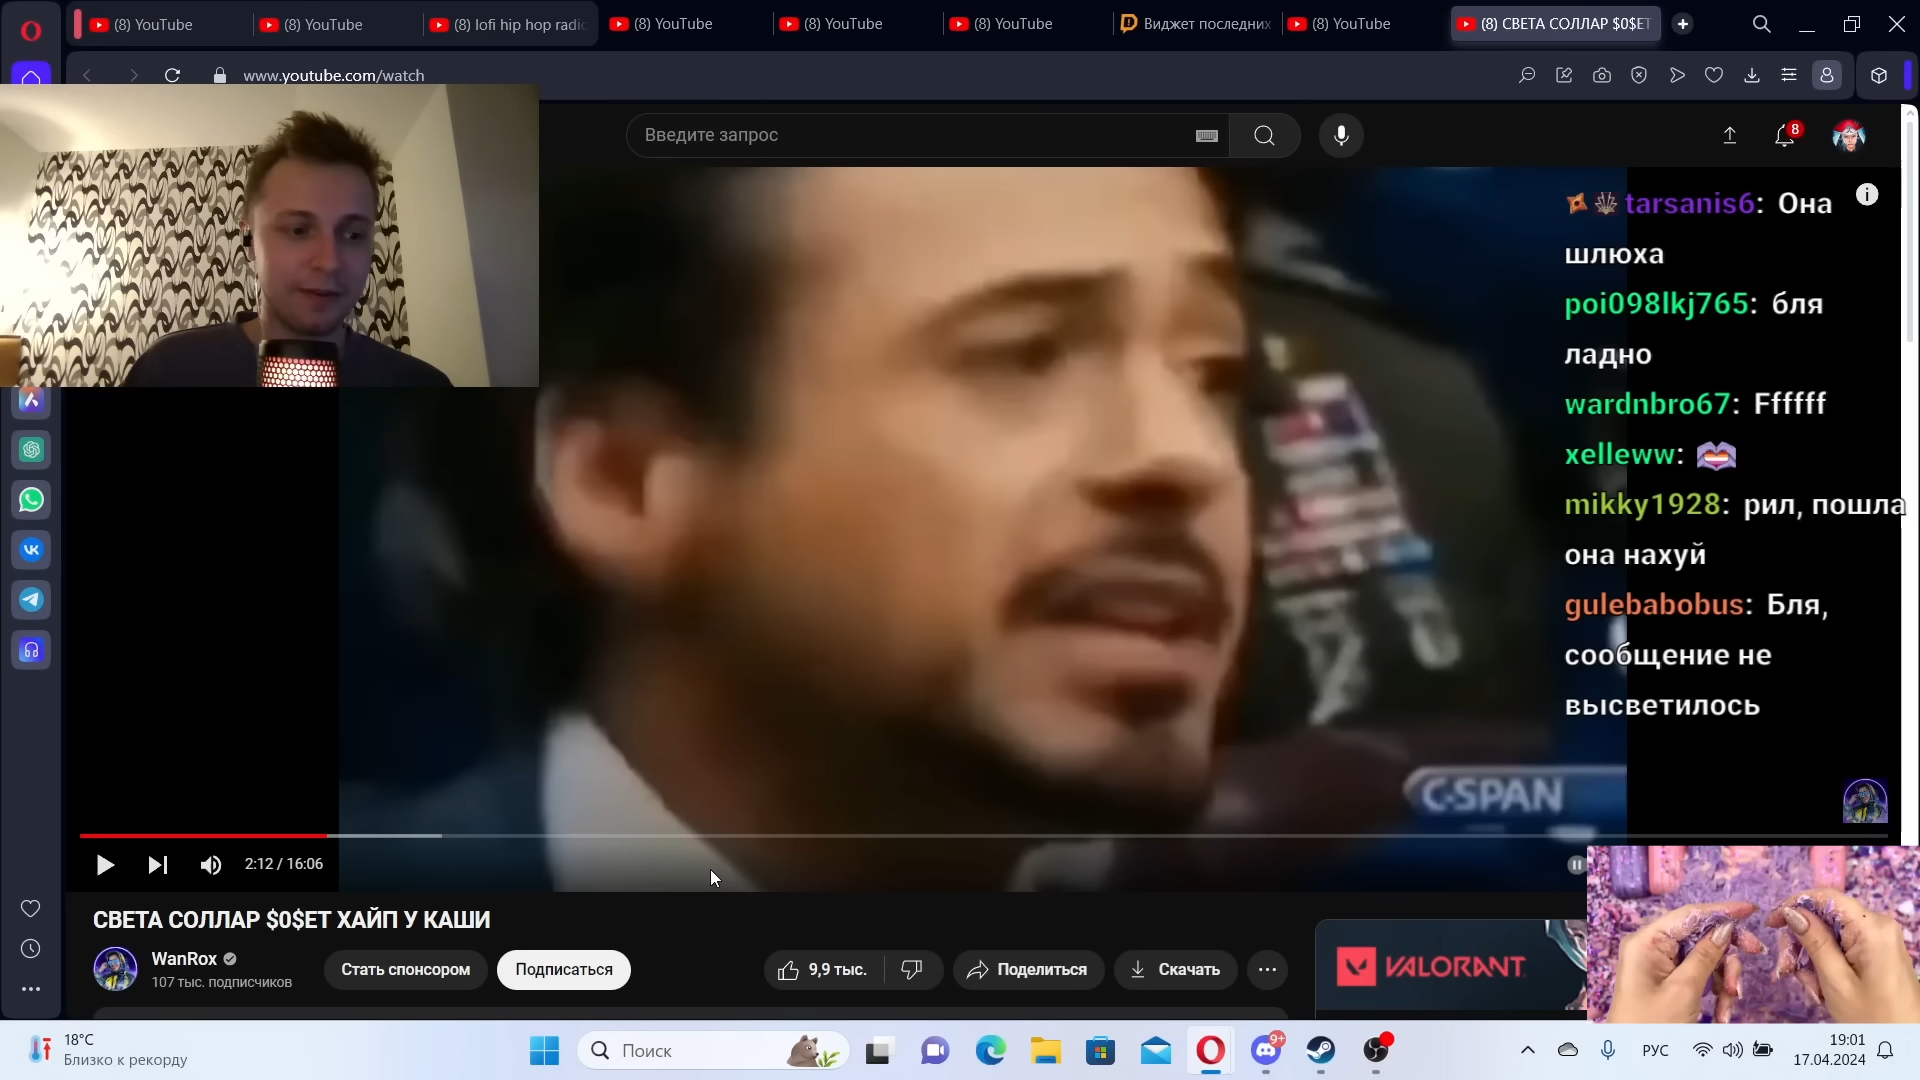 (8) YouTube
(8) YouTube
(8) lofi hip hop radio
(8) YouTube
(8) YouTube
(8) YouTube
Виджет последних
(8) YouTube
(8) СВЕТА СОЛЛАР $0$ET
www.youtube.com/watch
Введите запрос
8
tarsanis6: Она
шлюха
poi098lkj765: бля
ладно
wardnbro67: Ffffff
xelleww:
mikky1928: рил, пошла
она нахуй
gulebabobus: Бля,
сообщение не
высветилось
C-SPAN
2:12 / 16:06
СВЕТА СОЛЛАР $0$ET ХАЙП У КАШИ
WanRox
107 тыс. подписчиков
Стать спонсором
Подписаться
9,9 тыс.
Поделиться
Скачать
VALORANT
18°C
Близко к рекорду
Поиск
9+
РУС
19:01
17.04.2024